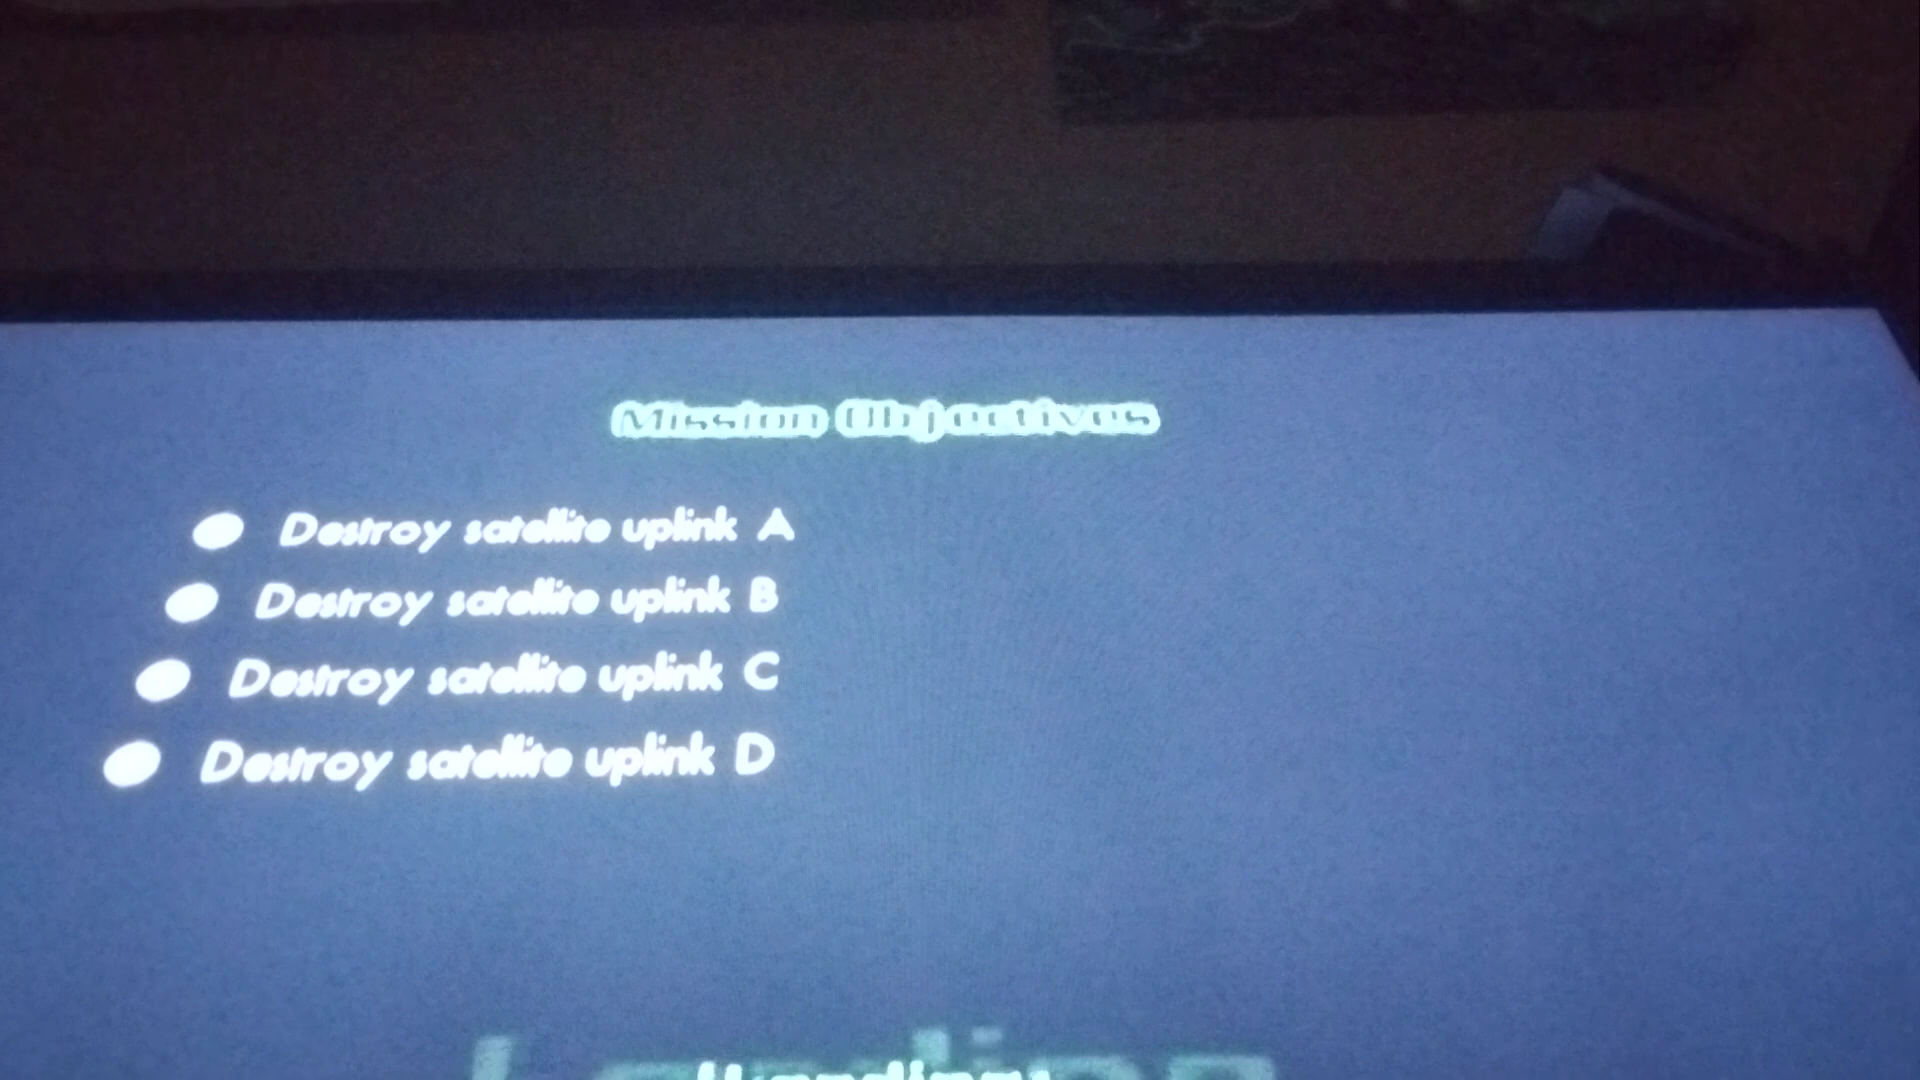 Mission Objectives
Destroy satellite uplink A
Destroy satellite uplink B
Destroy satellite uplink C
Destroy satellite uplink D